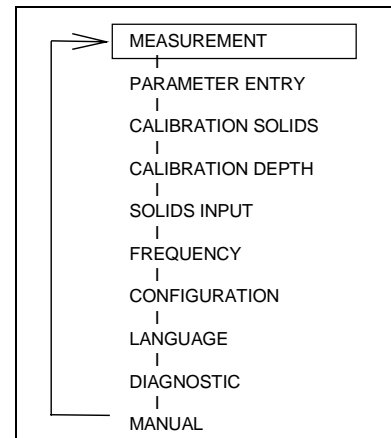 MEASUREMENT
PARAMETER ENTRY
CALIBRATION SOLIDS
CALIBRATION DEPTH
SOLIDS INPUT
FREQUENCY
CONFIGURATION
LANGUAGE
DIAGNOSTIC
MANUAL